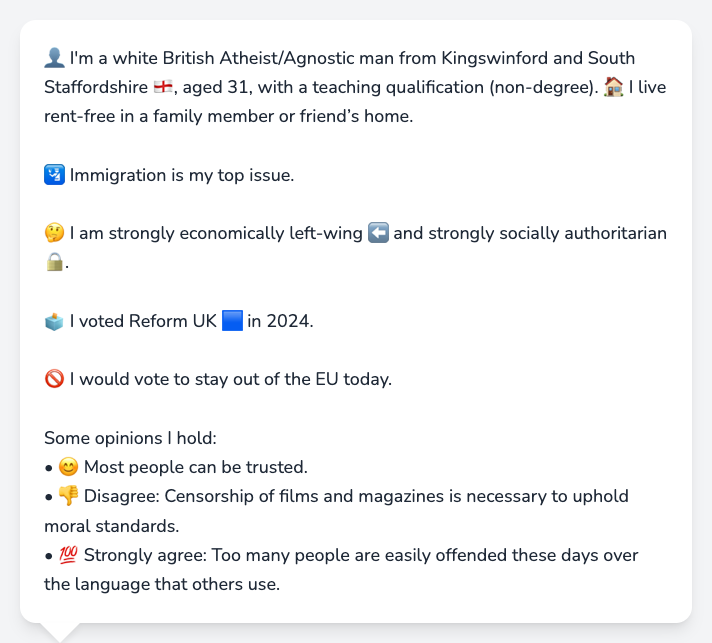 👤 I'm a white British Atheist/Agnostic man from Kingswinford and South
Staffordshire 🏴󠁧󠁢󠁥󠁮󠁧󠁿, aged 31, with a teaching qualification (non-degree). 🏠 I live
rent-free in a family member or friend’s home.
🛂 Immigration is my top issue.
🤔 I am strongly economically left-wing ⬅️ and strongly socially authoritarian
🔒.
🗳️ I voted Reform UK 🟦 in 2024.
🚫 I would vote to stay out of the EU today.
Some opinions I hold:
• 😊 Most people can be trusted.
• 👎 Disagree: Censorship of films and magazines is necessary to uphold
moral standards.
• 💯 Strongly agree: Too many people are easily offended these days over
the language that others use.